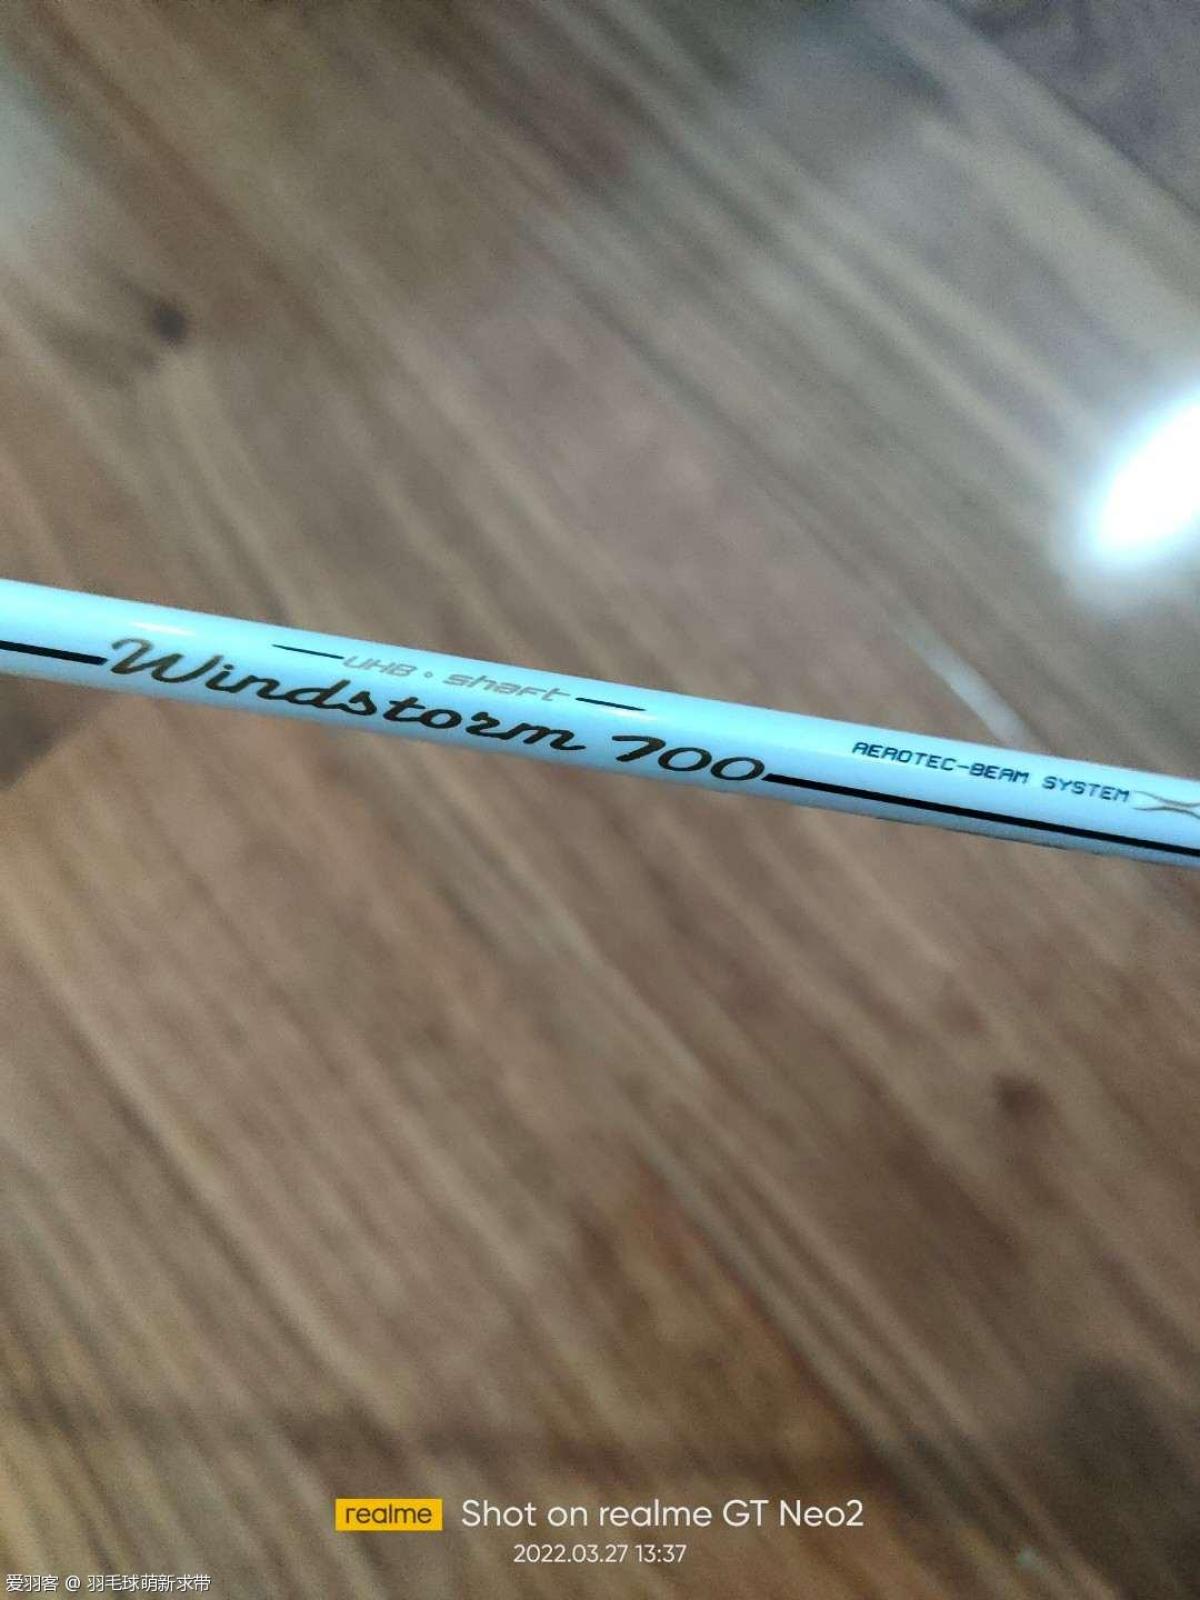 UHB • shaft
Windstorm 700
AEROTEC-BEAM SYSTEM
realme Shot on realme GT Neo2
2022.03.27 13:37
爱羽客 @ 羽毛球萌新求带